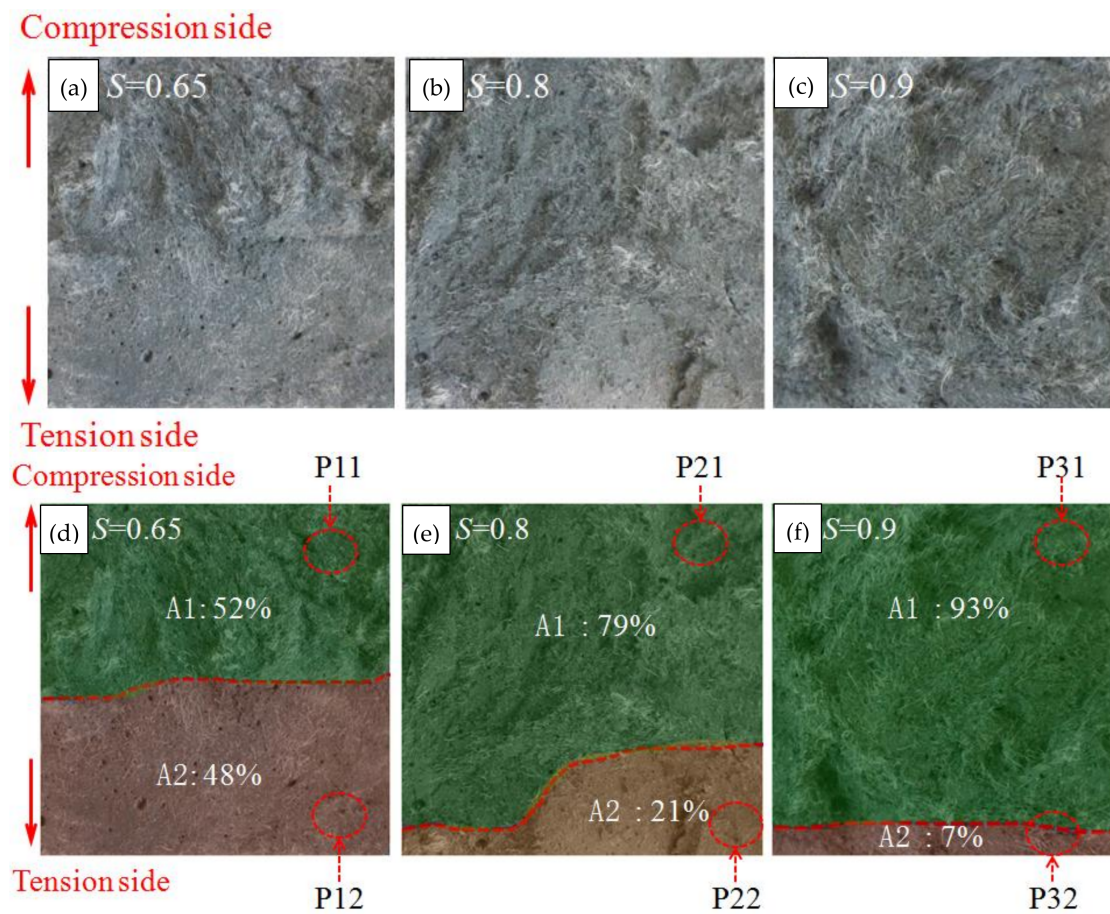 Compression side
(a) S=0.65
(b) S=0.8
(c) S=0.9
Tension side
Compression side
P11
P21
P31
(d) S=0.65
(e) S=0.8
(f) S=0.9
A1:52%
A1 : 79%
A1 : 93%
A2:48%
A2 : 21%
A2 : 7%
Tension side
P12
P22
P32